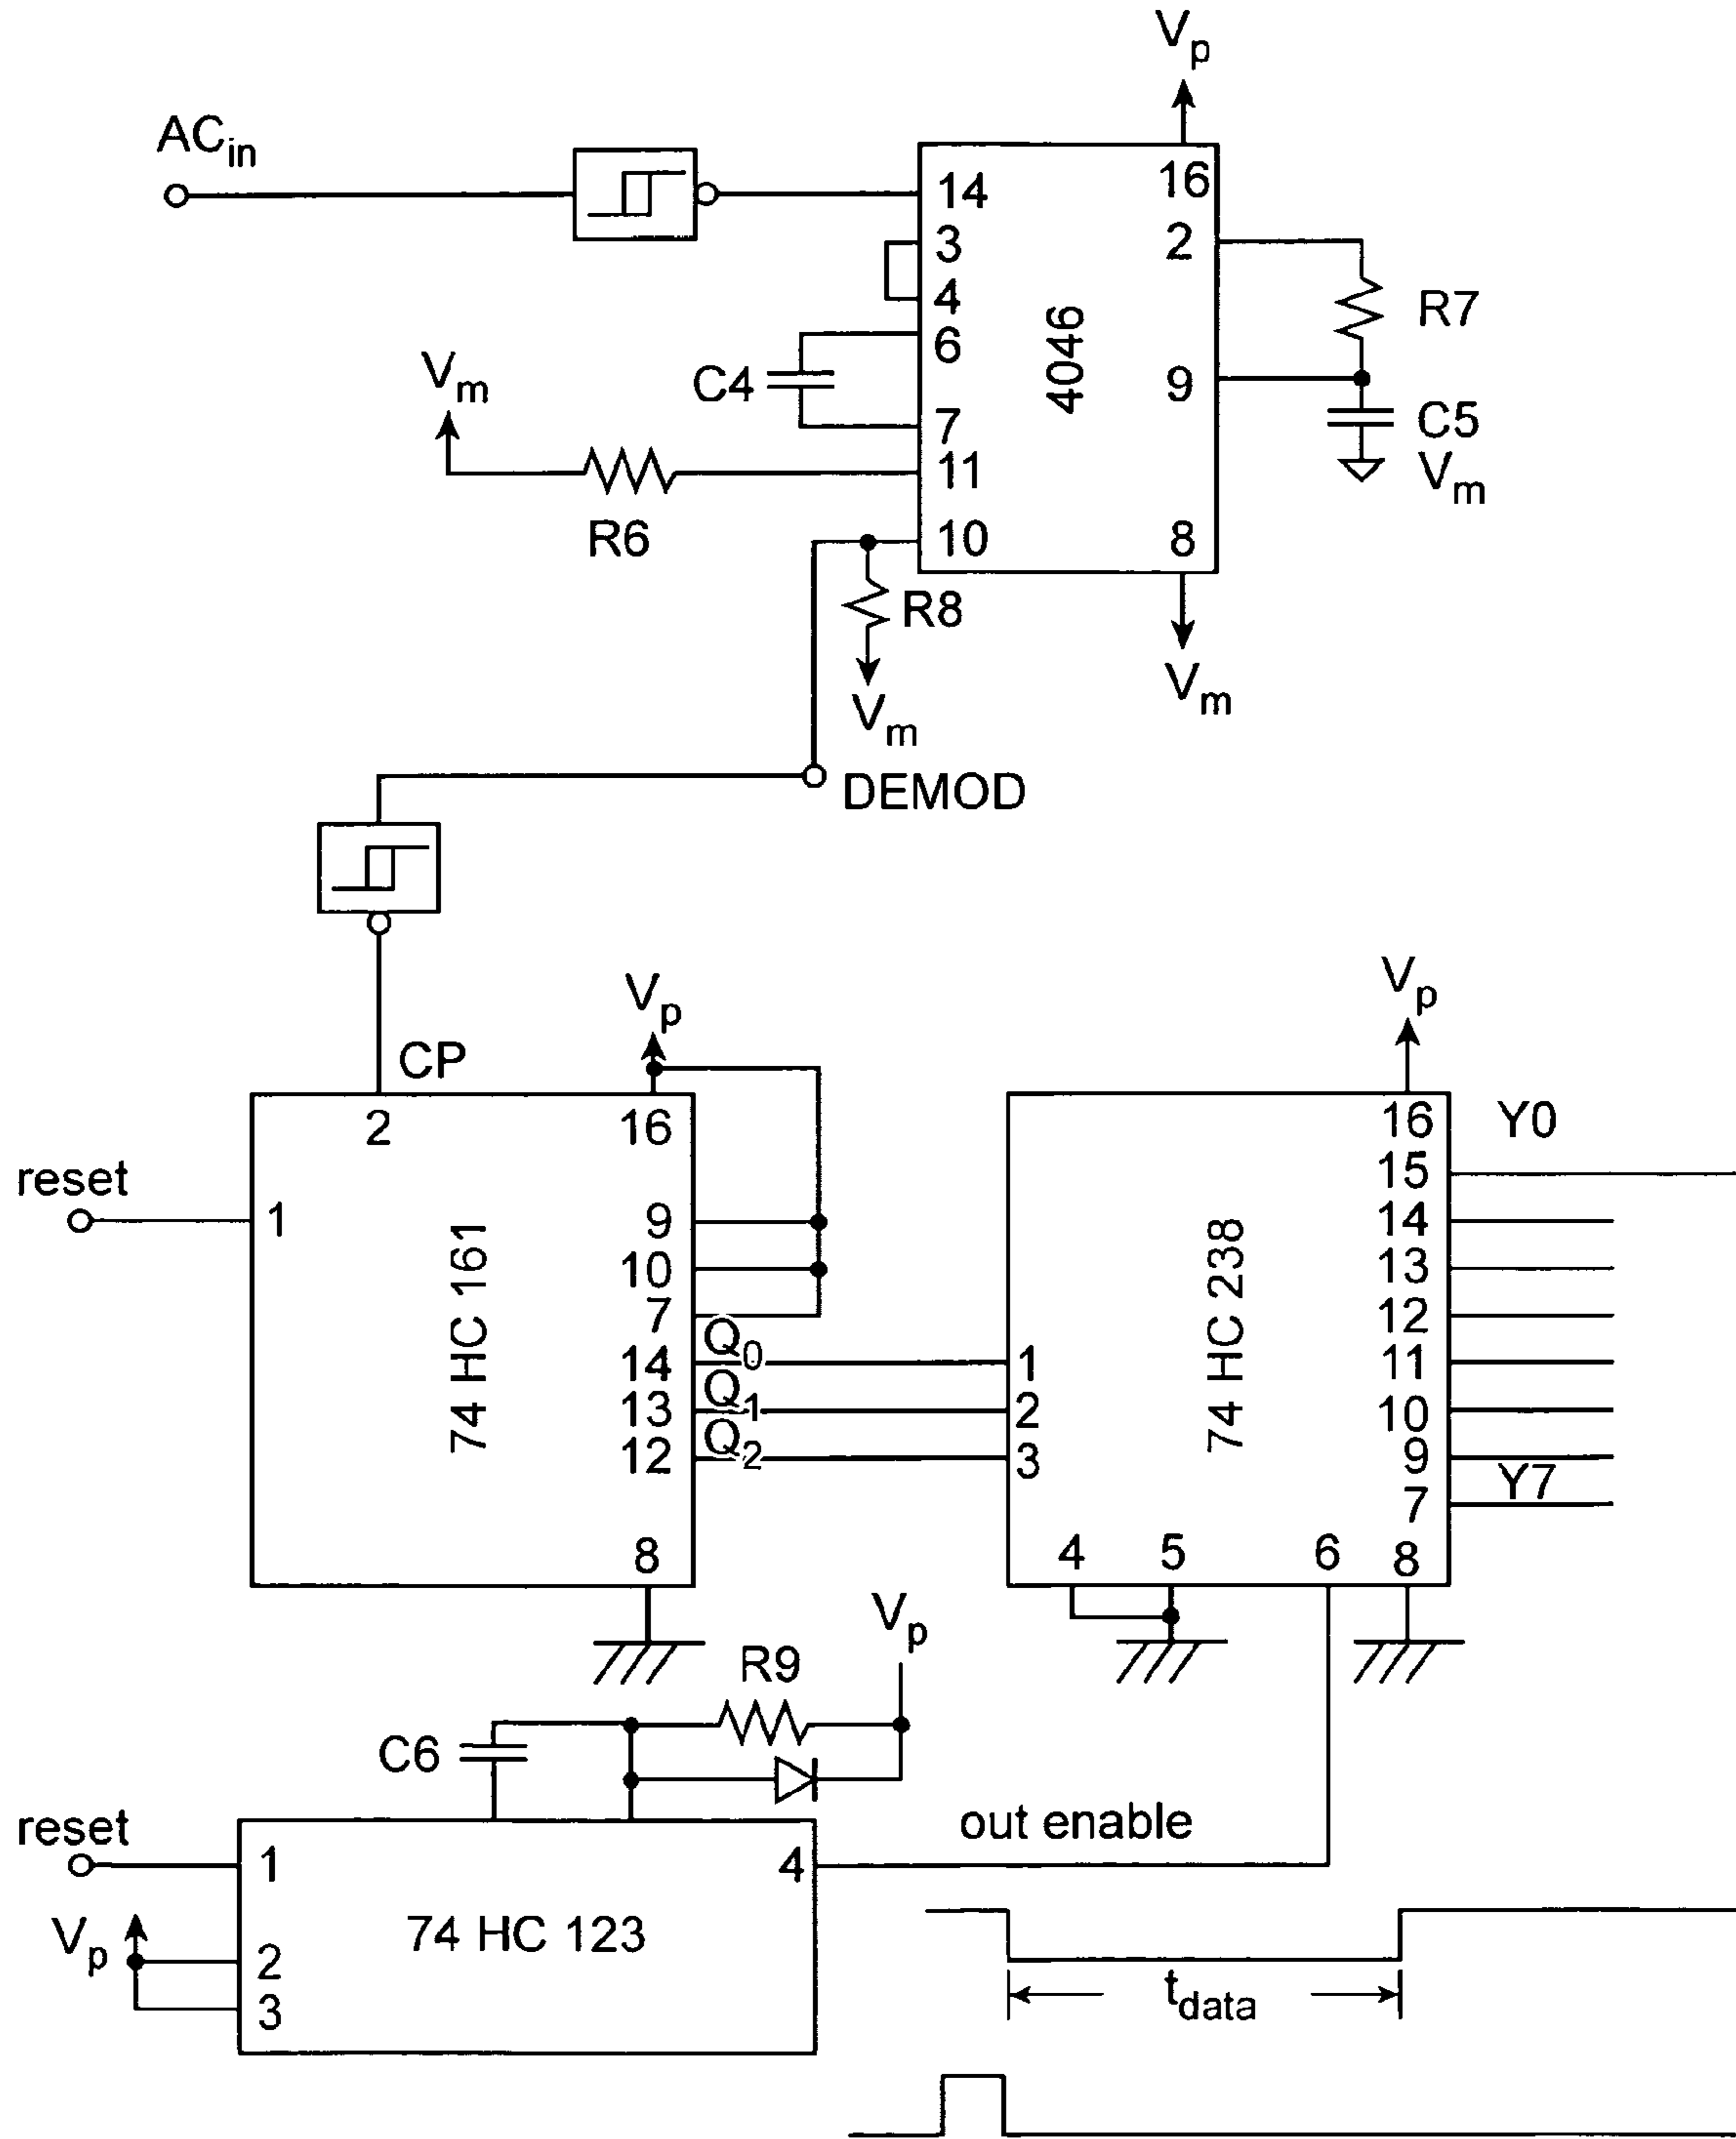 Vp
ACin
14
16
3
2
4
R7
6
4046
Vm
C4
9
7
C5
11
Vm
R6
10
8
R8
Vm
Vm
DEMOD
Vp
Vp
CP
2
16
16
Y0
reset
15
1
9
14
10
13
7
12
74 HC 161
74 HC 238
Q0
14
1
11
Q1
13
2
10
Q2
12
3
9
Y7
7
8
4
5
6
8
Vp
R9
C6
reset
out enable
1
4
Vp
74 HC 123
2
3
tdata